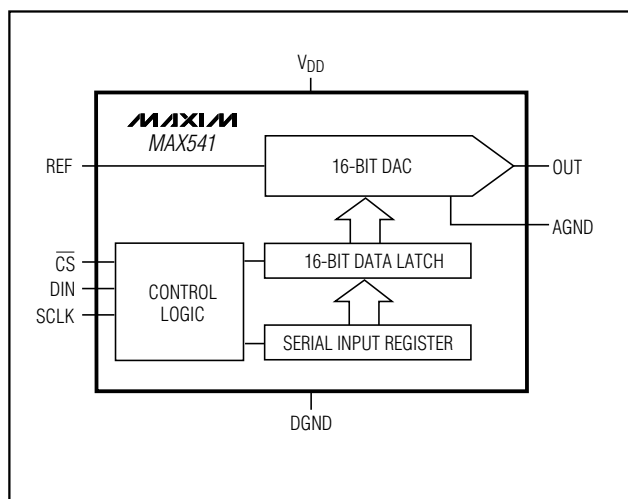 VDD
MAXIM
MAX541
REF
16-BIT DAC
OUT
AGND
CS
16-BIT DATA LATCH
DIN
CONTROL
LOGIC
SCLK
SERIAL INPUT REGISTER
DGND